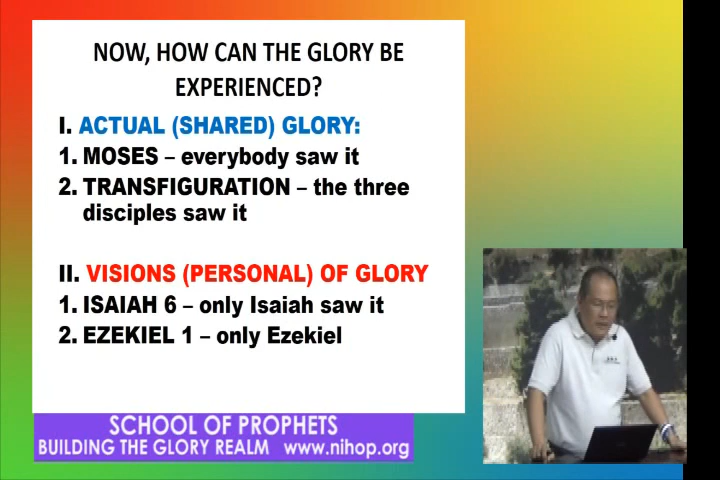 NOW, HOW CAN THE GLORY BE
EXPERIENCED?
I. ACTUAL (SHARED) GLORY:
1. MOSES – everybody saw it
2. TRANSFIGURATION – the three
disciples saw it
II. VISIONS (PERSONAL) OF GLORY
1. ISAIAH 6 – only Isaiah saw it
2. EZEKIEL 1 – only Ezekiel
SCHOOL OF PROPHETS
BUILDING THE GLORY REALM www.nihop.org